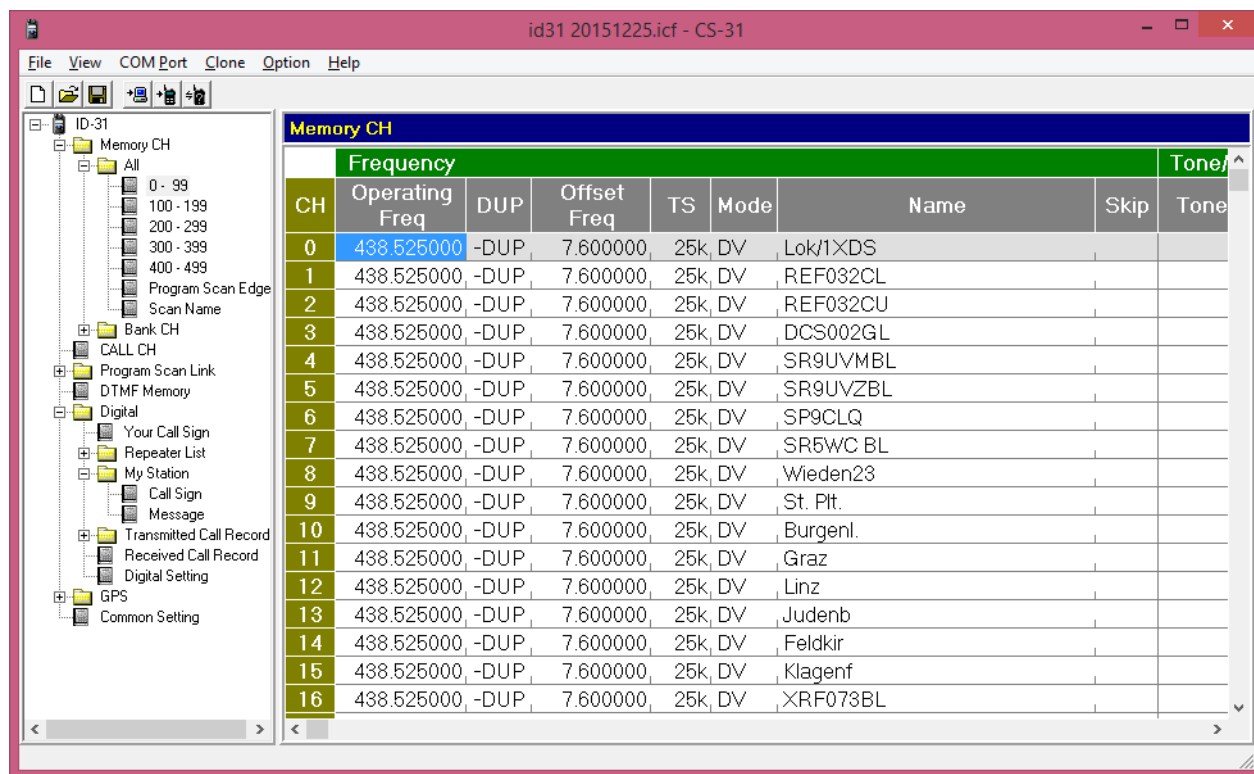 id31 20151225.icf - CS-31
File View COM Port Clone Option Help
ID-31
Memory CH
All
0 - 99
100 - 199
200 - 299
300 - 399
400 - 499
Program Scan Edge
Scan Name
Bank CH
CALL CH
Program Scan Link
DTMF Memory
Digital
Your Call Sign
Repeater List
My Station
Call Sign
Message
Transmitted Call Record
Received Call Record
Digital Setting
GPS
Common Setting
Memory CH
Frequency Tone/
CH Operating Freq DUP Offset Freq TS Mode Name Skip Tone
0 438.525000 -DUP 7.600000 25k DV Lok/1XDS
1 438.525000 -DUP 7.600000 25k DV REF032CL
2 438.525000 -DUP 7.600000 25k DV REF032CU
3 438.525000 -DUP 7.600000 25k DV DCS002GL
4 438.525000 -DUP 7.600000 25k DV SR9UVMBL
5 438.525000 -DUP 7.600000 25k DV SR9UVZBL
6 438.525000 -DUP 7.600000 25k DV SP9CLQ
7 438.525000 -DUP 7.600000 25k DV SR5WC BL
8 438.525000 -DUP 7.600000 25k DV Wieden23
9 438.525000 -DUP 7.600000 25k DV St. Plt.
10 438.525000 -DUP 7.600000 25k DV Burgenl.
11 438.525000 -DUP 7.600000 25k DV Graz
12 438.525000 -DUP 7.600000 25k DV Linz
13 438.525000 -DUP 7.600000 25k DV Judenb
14 438.525000 -DUP 7.600000 25k DV Feldkir
15 438.525000 -DUP 7.600000 25k DV Klagenf
16 438.525000 -DUP 7.600000 25k DV XRF073BL